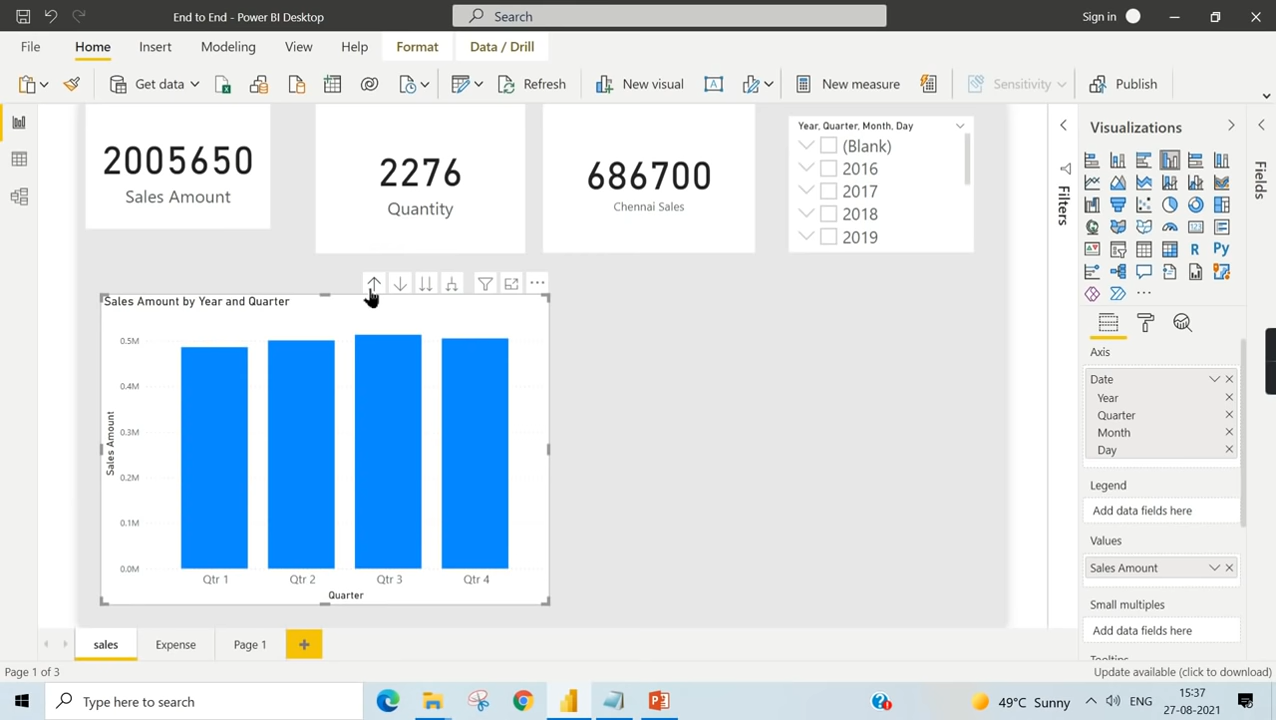 End to End - Power BI Desktop
Search
Sign in
File
Home
Insert
Modeling
View
Help
Format
Data / Drill
Get data
Refresh
New visual
New measure
Sensitivity
Publish
2005650
Sales Amount
2276
Quantity
686700
Chennai Sales
Year, Quarter, Month, Day
(Blank)
2016
2017
2018
2019
Sales Amount by Year and Quarter
0.5M
0.4M
0.3M
0.2M
0.1M
0.0M
Sales Amount
Qtr 1
Qtr 2
Qtr 3
Qtr 4
Quarter
Filters
Visualizations
R
Py
Fields
Axis
Date
Year
Quarter
Month
Day
Legend
Add data fields here
Values
Sales Amount
Small multiples
Add data fields here
Tooltips
sales
Expense
Page 1
Page 1 of 3
Update available (click to download)
Type here to search
49°C Sunny
ENG
15:37
27-08-2021